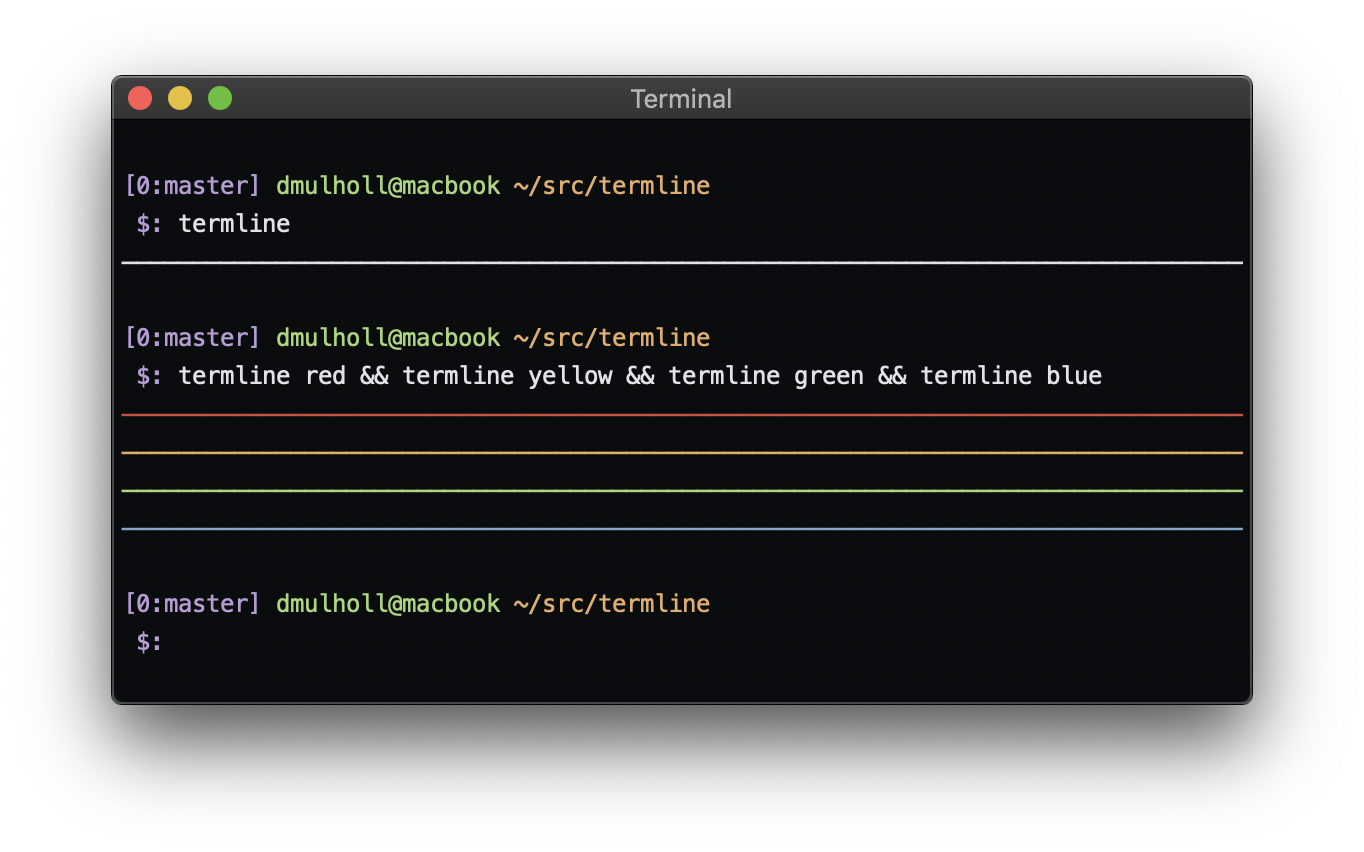 Terminal
[0:master] dmulholl@macbook ~/src/termline
$: termline
[0:master] dmulholl@macbook ~/src/termline
$: termline red && termline yellow && termline green && termline blue
[0:master] dmulholl@macbook ~/src/termline
$: